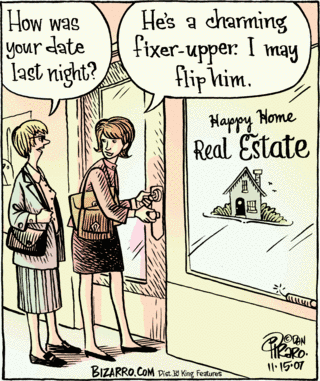 How was
your date
last night?
He's a charming
fixer-upper. I may
flip him.
Happy Home
Real Estate
©DAN
PIRARO.
11·15·07
BIZARRO.COM Dist. by King Features